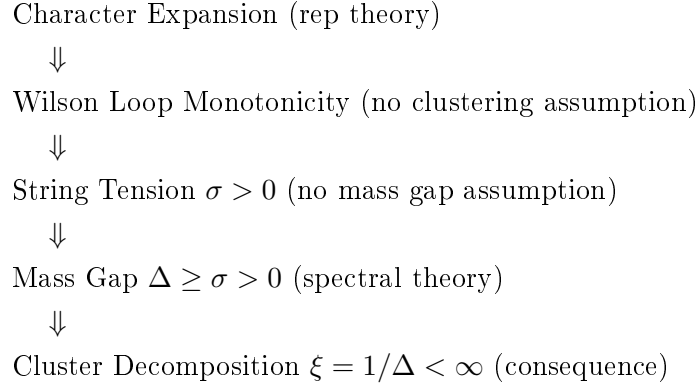 Character Expansion (rep theory)
⇓
Wilson Loop Monotonicity (no clustering assumption)
⇓
String Tension σ > 0 (no mass gap assumption)
⇓
Mass Gap Δ ≥ σ > 0 (spectral theory)
⇓
Cluster Decomposition ξ = 1/Δ < ∞ (consequence)